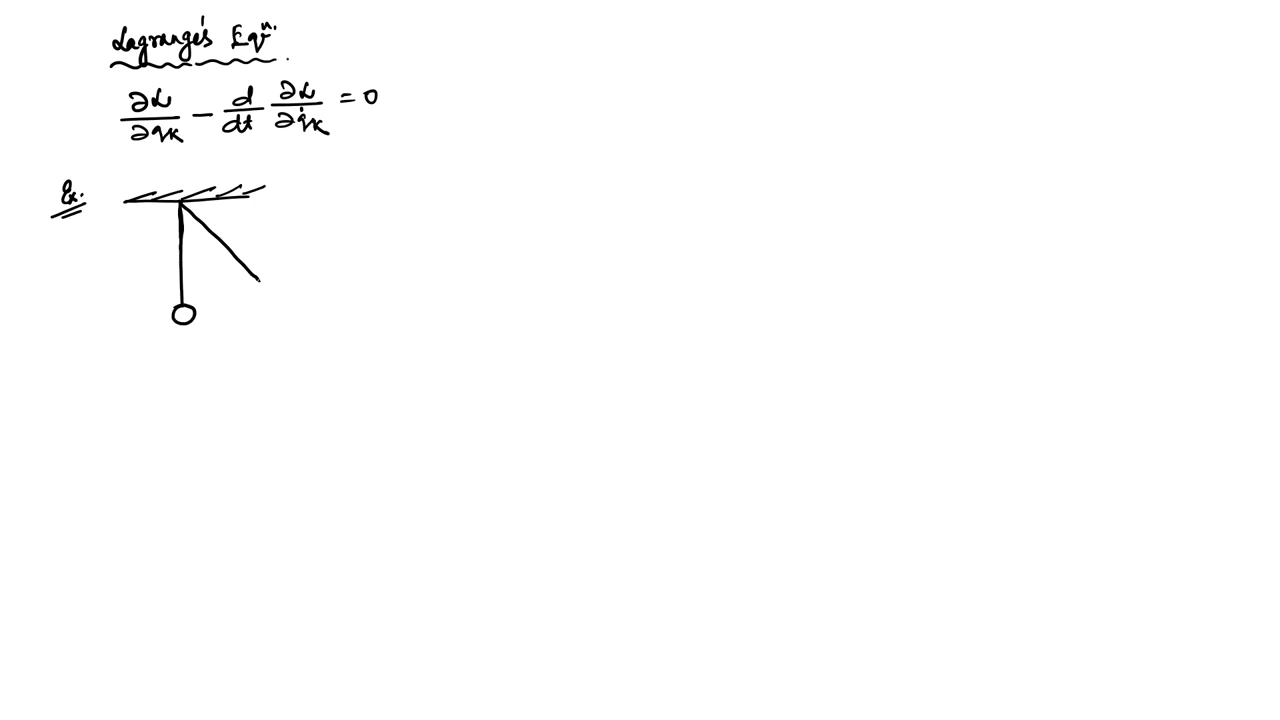 Lagrange's Eqⁿ.
∂L/∂qₖ − d/dt ∂L/∂q̇ₖ = 0
Ex.